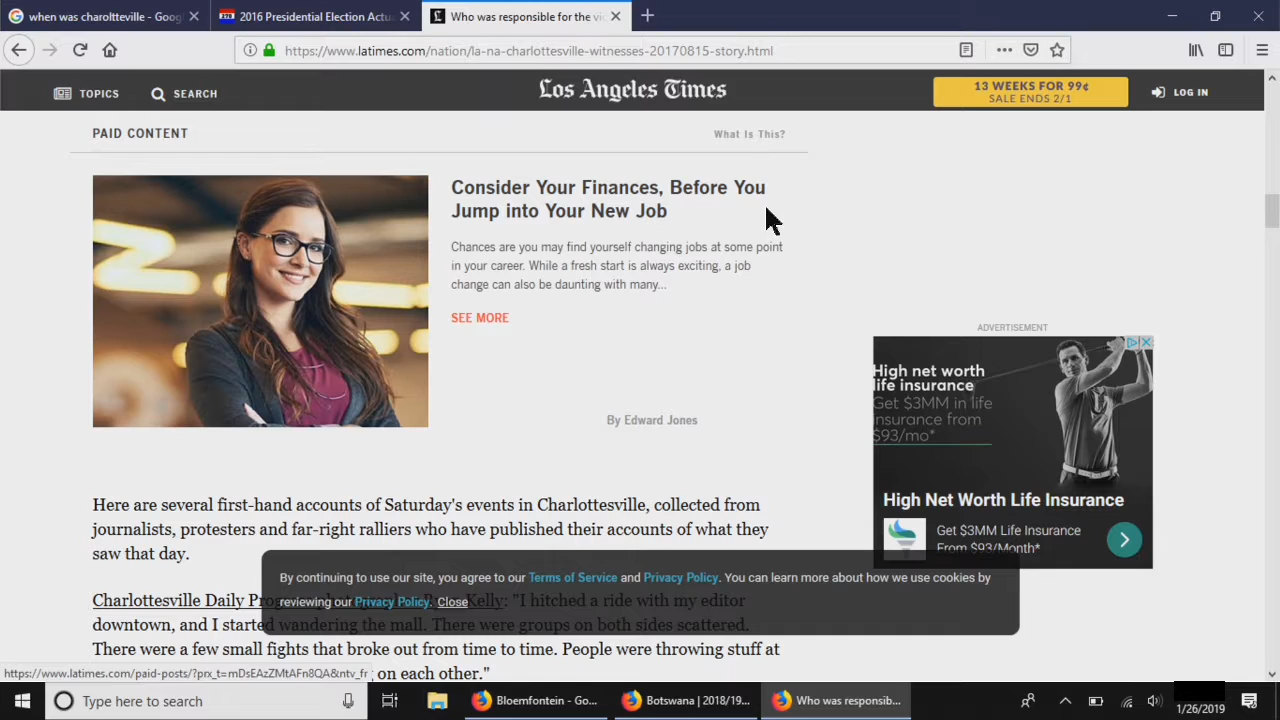 when was charoltteville - Goog
2016 Presidential Election Actua
Who was responsible for the vio
https://www.latimes.com/nation/la-na-charlottesville-witnesses-20170815-story.html
TOPICS
SEARCH
Los Angeles Times
13 WEEKS FOR 99¢
SALE ENDS 2/1
LOG IN
PAID CONTENT
What Is This?
Consider Your Finances, Before You
Jump into Your New Job
Chances are you may find yourself changing jobs at some point
in your career. While a fresh start is always exciting, a job
change can also be daunting with many...
SEE MORE
By Edward Jones
ADVERTISEMENT
High net worth
life insurance
Get $3MM in life
insurance from
$93/mo*
High Net Worth Life Insurance
Get $3MM Life Insurance
From $93/Month*
Here are several first-hand accounts of Saturday's events in Charlottesville, collected from
journalists, protesters and far-right ralliers who have published their accounts of what they
saw that day.
By continuing to use our site, you agree to our Terms of Service and Privacy Policy. You can learn more about how we use cookies by
reviewing our Privacy Policy. Close
Charlottesville Daily Kelly: "I hitched a ride with my editor
downtown, and I started wandering the mall. There were groups on both sides scattered.
There were a few small fights that broke out from time to time. People were throwing stuff at
on each other."
https://www.latimes.com/paid-posts/?prx_t=mDsEAzZMtAFn8QA&ntv_fr
Type here to search
Bloemfontein - Go...
Botswana | 2018/19...
Who was responsib...
1/26/2019